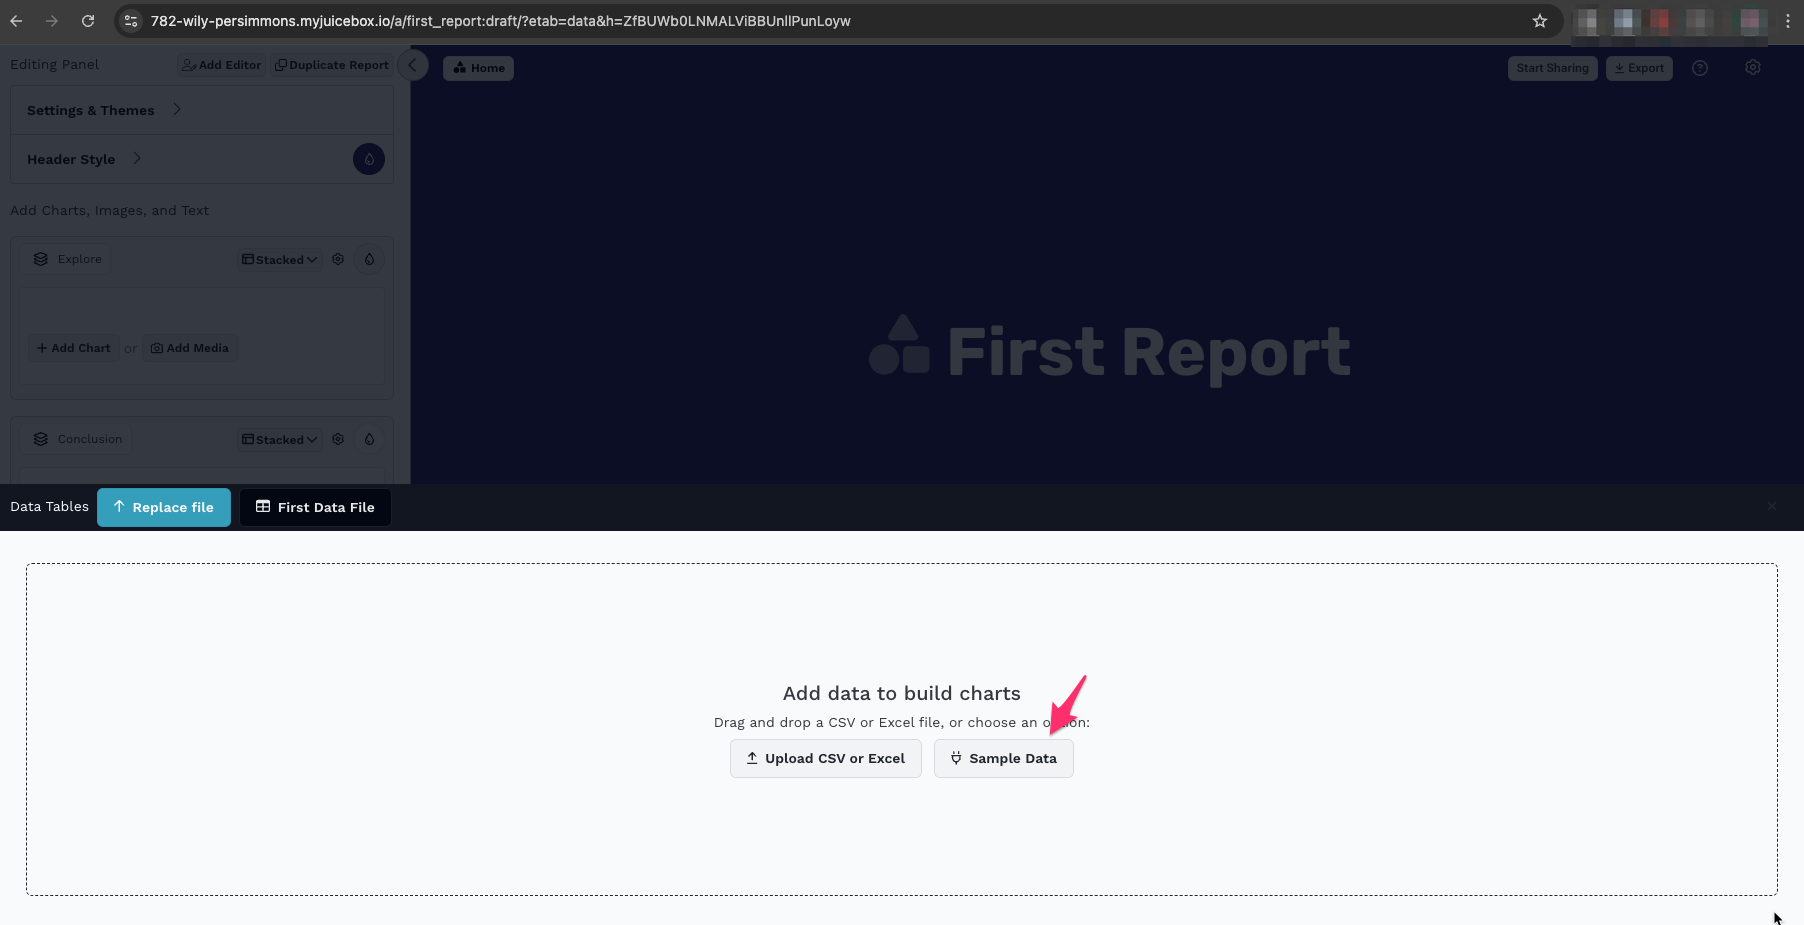 782-wily-persimmons.myjuicebox.io/a/first_report:draft/?etab=data&h=ZfBUWb0LNMALViBBUnIlPunLoyw
Editing Panel
Add Editor
Duplicate Report
Home
Start Sharing
Export
Settings & Themes
Header Style
Add Charts, Images, and Text
Explore
Stacked
Add Chart or Add Media
First Report
Conclusion
Stacked
Data Tables
Replace file
First Data File
Add data to build charts
Drag and drop a CSV or Excel file, or choose an option:
Upload CSV or Excel
Sample Data